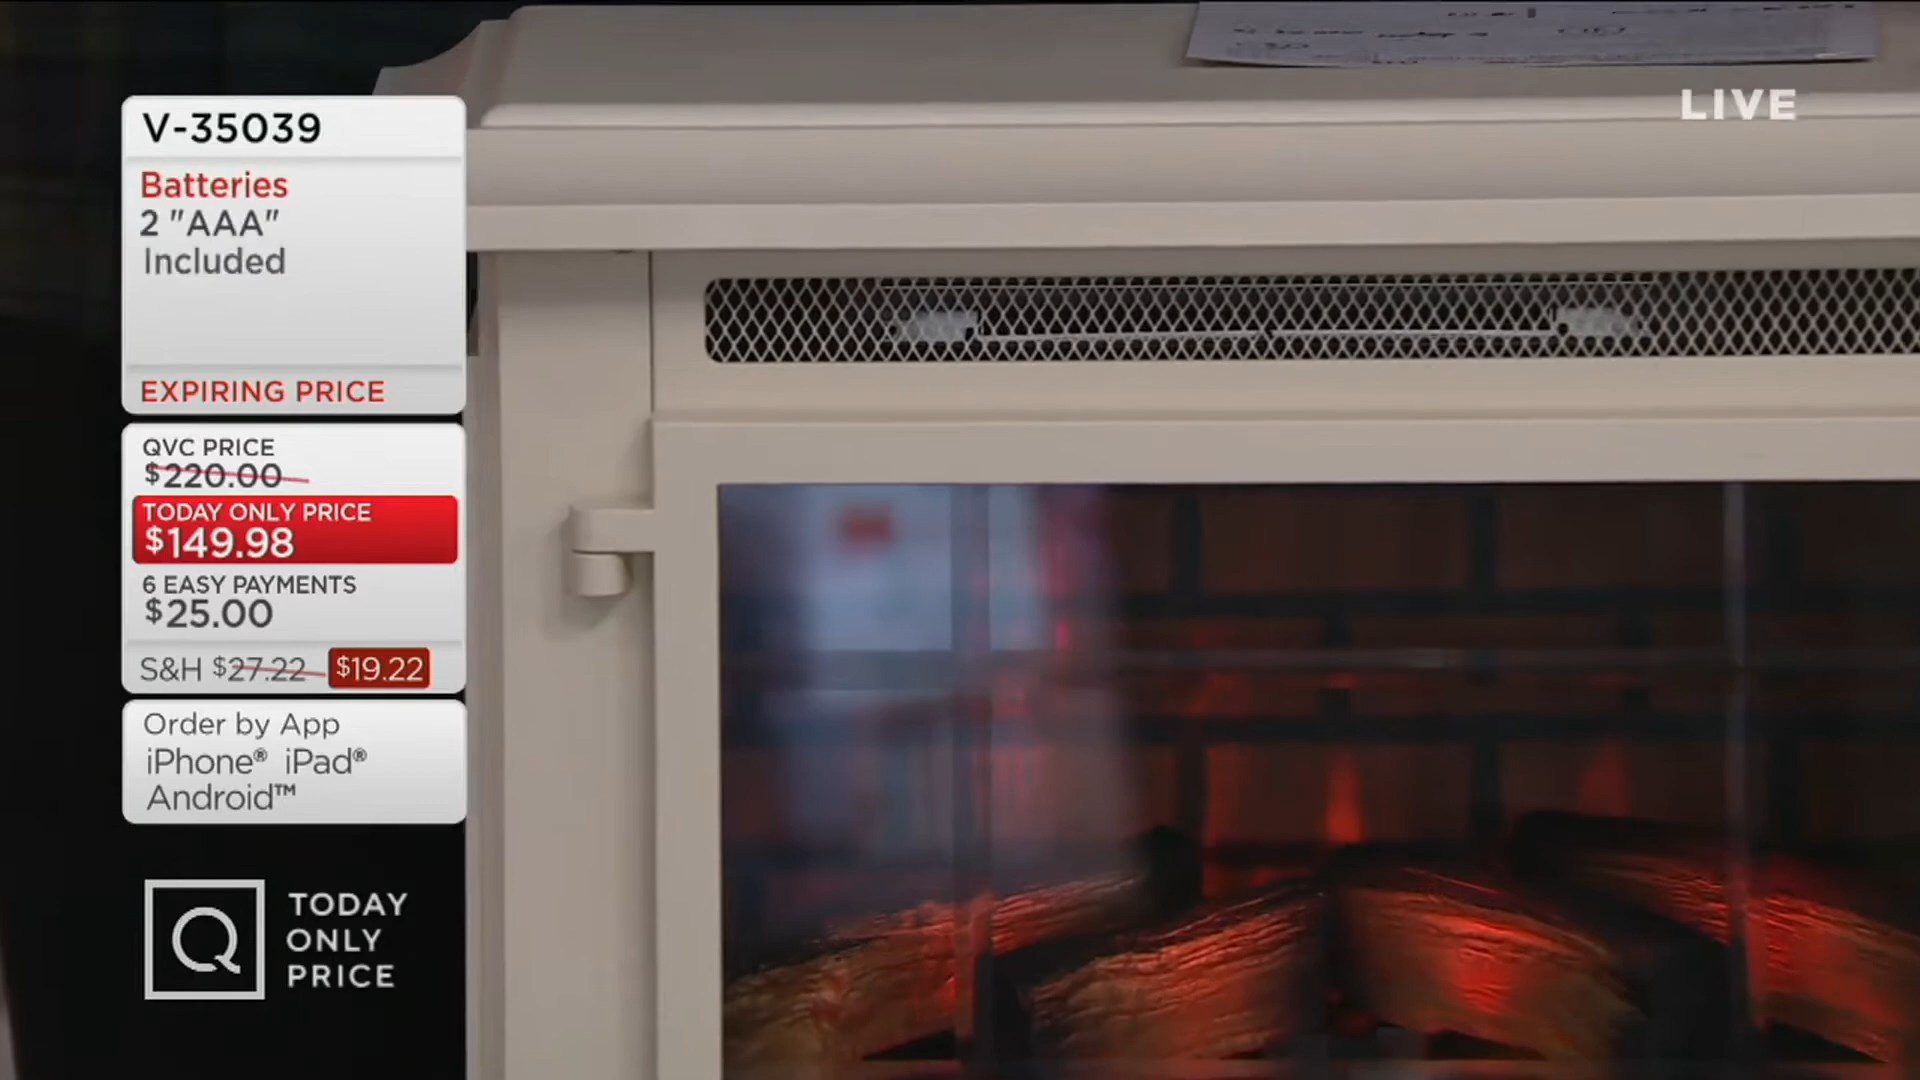 V-35039
Batteries
2 "AAA"
Included
EXPIRING PRICE
QVC PRICE
$220.00
TODAY ONLY PRICE
$149.98
6 EASY PAYMENTS
$25.00
S&H $27.22 $19.22
Order by App
iPhone® iPad®
Android™
Q
TODAY
ONLY
PRICE
LIVE